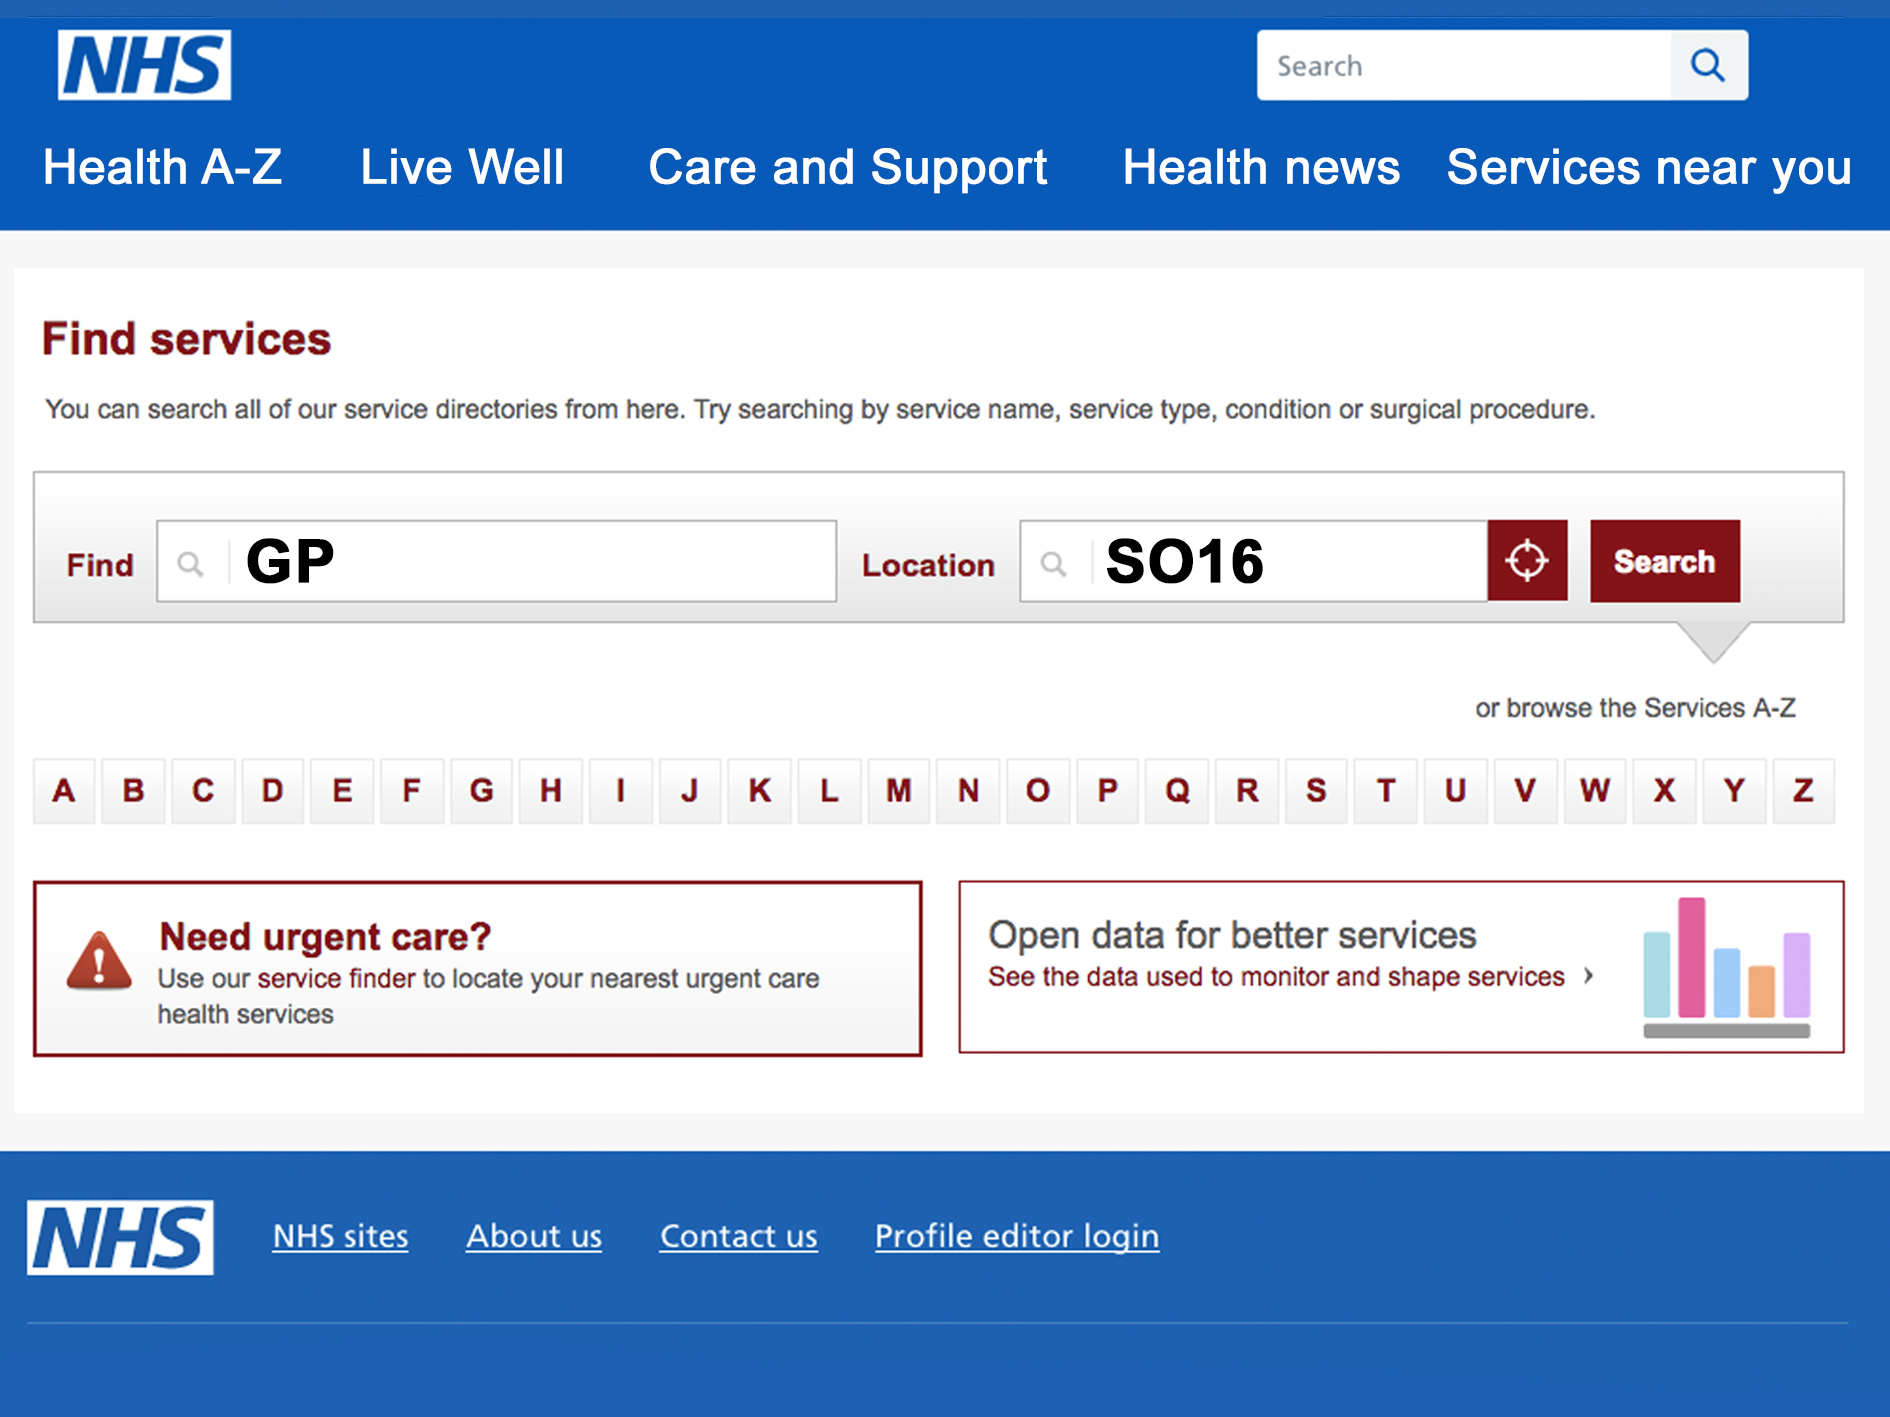 NHS
Search
Health A-Z Live Well Care and Support Health news Services near you
Find services
You can search all of our service directories from here. Try searching by service name, service type, condition or surgical procedure.
Find GP Location SO16 Search
or browse the Services A-Z
A B C D E F G H I J K L M N O P Q R S T U V W X Y Z
Need urgent care?
Use our service finder to locate your nearest urgent care
health services
Open data for better services
See the data used to monitor and shape services ›
NHS NHS sites About us Contact us Profile editor login